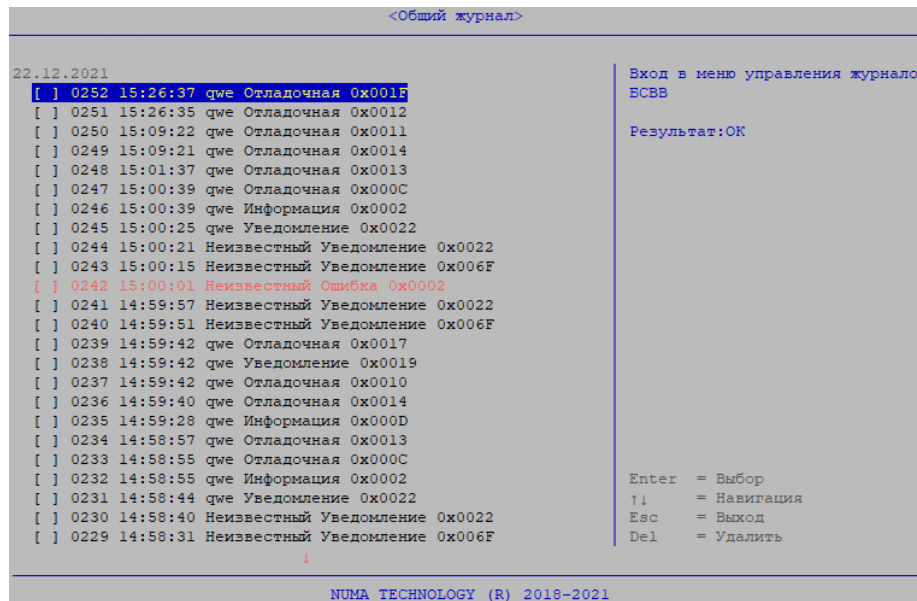 <Общий журнал>
22.12.2021
[ ] 0252 15:26:37 qwe Отладочная 0x001F
[ ] 0251 15:26:35 qwe Отладочная 0x0012
[ ] 0250 15:09:22 qwe Отладочная 0x0011
[ ] 0249 15:09:21 qwe Отладочная 0x0014
[ ] 0248 15:01:37 qwe Отладочная 0x0013
[ ] 0247 15:00:39 qwe Отладочная 0x000C
[ ] 0246 15:00:39 qwe Информация 0x0002
[ ] 0245 15:00:25 qwe Уведомление 0x0022
[ ] 0244 15:00:21 Неизвестный Уведомление 0x0022
[ ] 0243 15:00:15 Неизвестный Уведомление 0x006F
[ ] 0242 15:00:01 Неизвестный Ошибка 0x0002
[ ] 0241 14:59:57 Неизвестный Уведомление 0x0022
[ ] 0240 14:59:51 Неизвестный Уведомление 0x006F
[ ] 0239 14:59:42 qwe Отладочная 0x0017
[ ] 0238 14:59:42 qwe Уведомление 0x0019
[ ] 0237 14:59:42 qwe Отладочная 0x0010
[ ] 0236 14:59:40 qwe Отладочная 0x0014
[ ] 0235 14:59:28 qwe Информация 0x000D
[ ] 0234 14:58:57 qwe Отладочная 0x0013
[ ] 0233 14:58:55 qwe Отладочная 0x000C
[ ] 0232 14:58:55 qwe Информация 0x0002
[ ] 0231 14:58:44 qwe Уведомление 0x0022
[ ] 0230 14:58:40 Неизвестный Уведомление 0x0022
[ ] 0229 14:58:31 Неизвестный Уведомление 0x006F
↓
Вход в меню управления журнало
БСВВ
Результат:ОК
Enter = Выбор
↑↓ = Навигация
Esc = Выход
Del = Удалить
NUMA TECHNOLOGY (R) 2018-2021